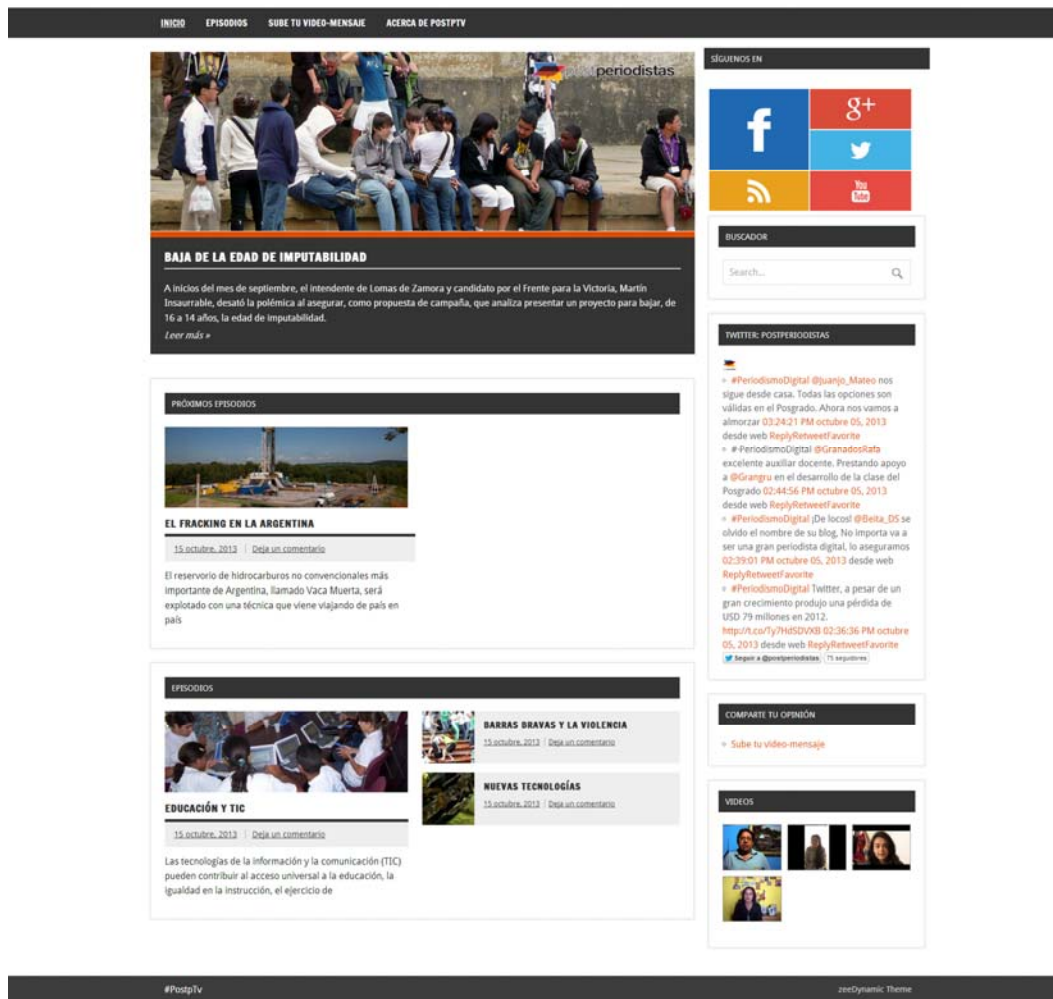 INICIO EPISODIOS SUBE TU VIDEO-MENSAJE ACERCA DE POSTPTV
postperiodistas
BAJA DE LA EDAD DE IMPUTABILIDAD
A inicios del mes de septiembre, el intendente de Lomas de Zamora y candidato por el Frente para la Victoria, Martín
Insaurrable, desató la polémica al asegurar, como propuesta de campaña, que analiza presentar un proyecto para bajar, de
16 a 14 años, la edad de imputabilidad.
Leer más »
PRÓXIMOS EPISODIOS
EL FRACKING EN LA ARGENTINA
15 octubre, 2013 | Deja un comentario
El reservorio de hidrocarburos no convencionales más
importante de Argentina, llamado Vaca Muerta, será
explotado con una técnica que viene viajando de país en
país
EPISODIOS
EDUCACIÓN Y TIC
15 octubre, 2013 | Deja un comentario
Las tecnologías de la información y la comunicación (TIC)
pueden contribuir al acceso universal a la educación, la
igualdad en la instrucción, el ejercicio de
BARRAS BRAVAS Y LA VIOLENCIA
15 octubre, 2013 | Deja un comentario
NUEVAS TECNOLOGÍAS
15 octubre, 2013 | Deja un comentario
SÍGUENOS EN
f
g+
You
Tube
BUSCADOR
Search...
TWITTER: POSTPERIODISTAS
#PeriodismoDigital @Juanjo_Mateo nos
sigue desde casa. Todas las opciones son
válidas en el Posgrado. Ahora nos vamos a
almorzar 03:24:21 PM octubre 05, 2013
desde web ReplyRetweetFavorite
#-PeriodismoDigital @GranadosRafa
excelente auxiliar docente. Prestando apoyo
a @Grangru en el desarrollo de la clase del
Posgrado 02:44:56 PM octubre 05, 2013
desde web ReplyRetweetFavorite
#PeriodismoDigital ¡De locos! @Beita_DS se
olvido el nombre de su blog. No importa va a
ser una gran periodista digital, lo aseguramos
02:39:01 PM octubre 05, 2013 desde web
ReplyRetweetFavorite
#PeriodismoDigital Twitter, a pesar de un
gran crecimiento produjo una pérdida de
USD 79 millones en 2012.
http://t.co/Ty7HdSDVXB 02:36:36 PM octubre
05, 2013 desde web ReplyRetweetFavorite
Seguir a @postperiodistas 75 seguidores
COMPARTE TU OPINIÓN
Sube tu video-mensaje
VIDEOS
#PostpTv
zeeDynamic Theme